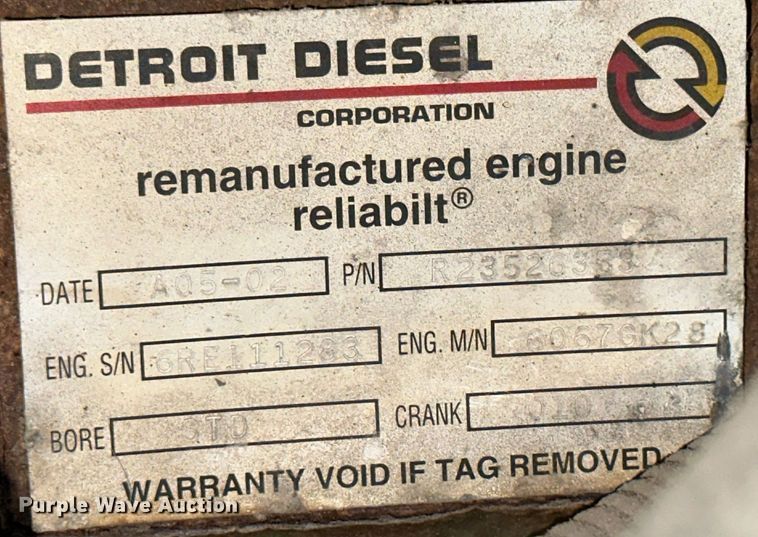 DETROIT DIESEL
CORPORATION
remanufactured engine
reliabilt®
DATE A05-02 P/N
ENG. S/N 6RE111283 ENG. M/N 6067GK28
BORE STD CRANK
WARRANTY VOID IF TAG REMOVED
Purple Wave Auction